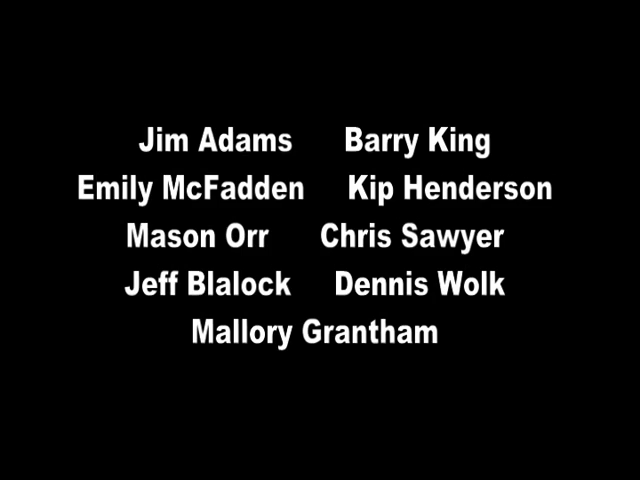 Jim Adams Barry King
Emily McFadden Kip Henderson
Mason Orr Chris Sawyer
Jeff Blalock Dennis Wolk
Mallory Grantham